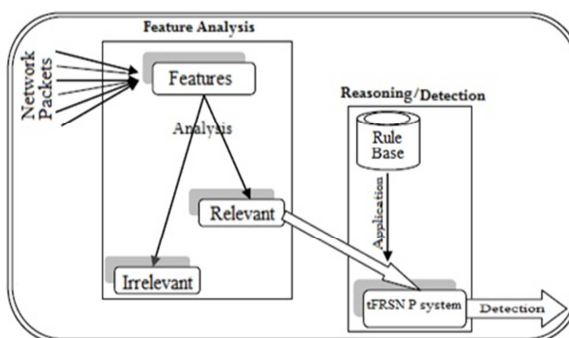 Feature Analysis
Network
Packets
Features
Analysis
Relevant
Irrelevant
Reasoning/Detection
Rule
Base
Application
tFRSN P system
Detection